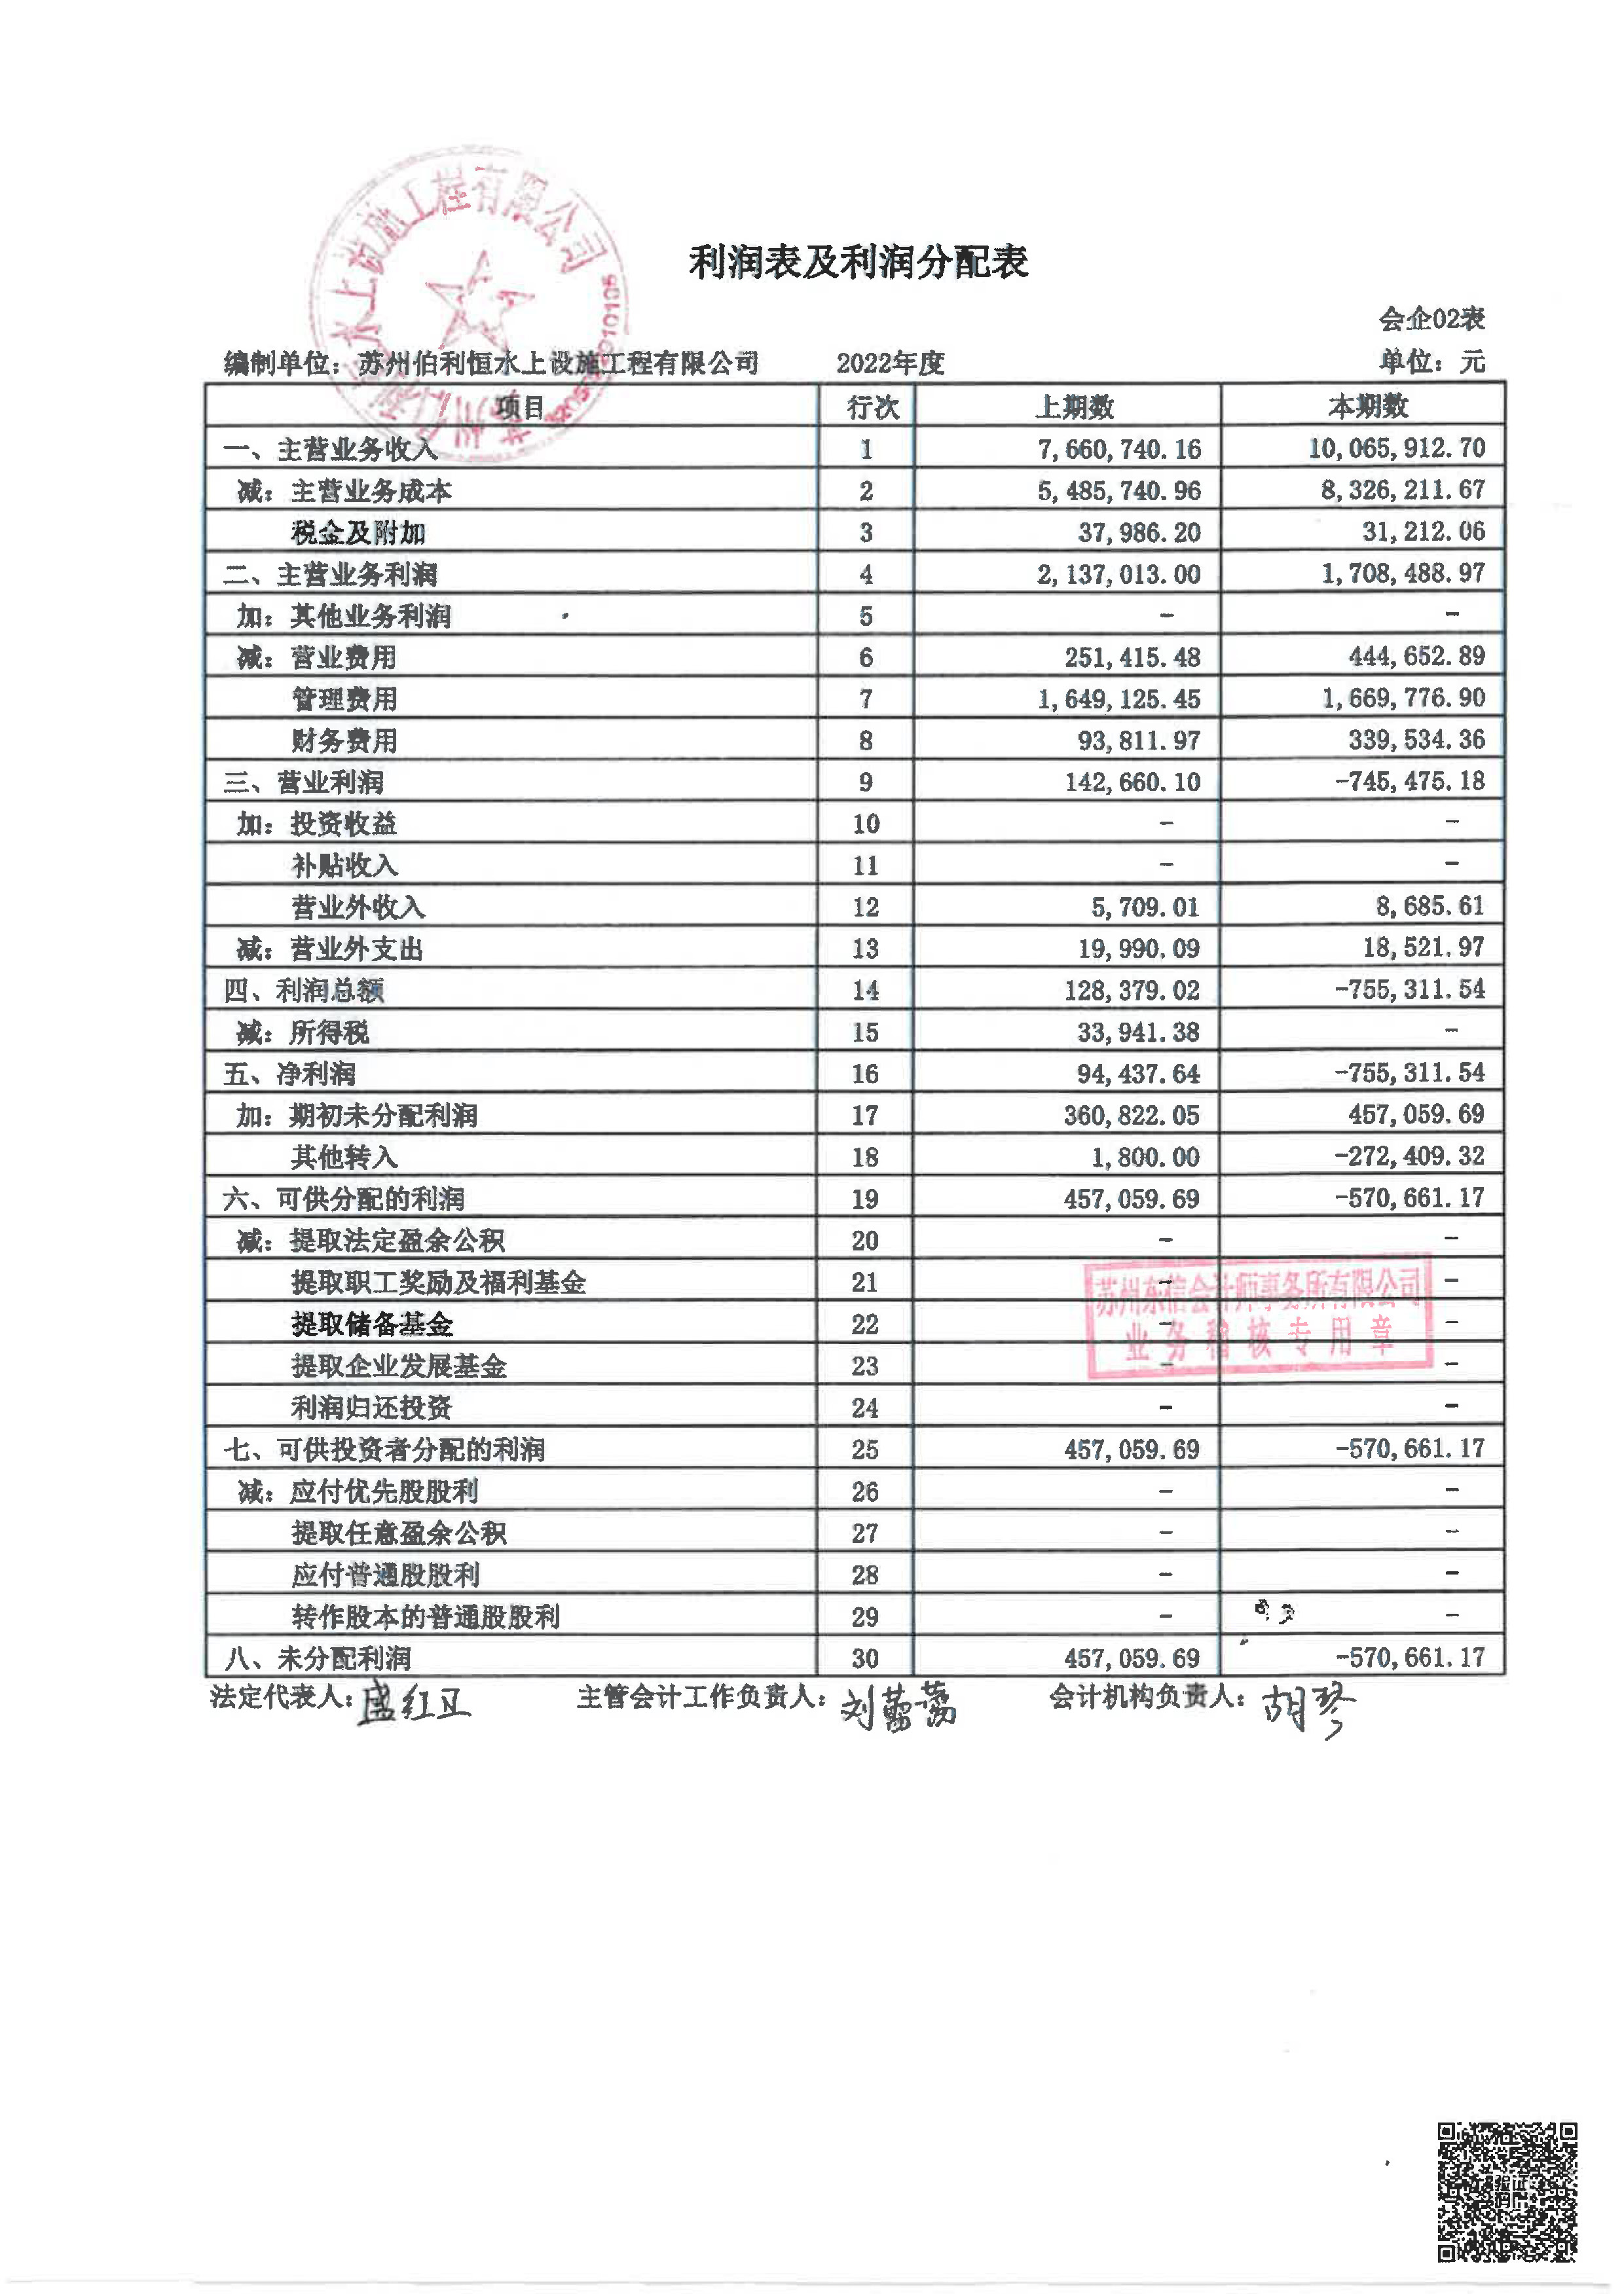 利润表及利润分配表
会企02表
编制单位：苏州伯利恒水上设施工程有限公司 2022年度 单位：元
项目 行次 上期数 本期数
一、主营业务收入 1 7,660,740.16 10,065,912.70
减：主营业务成本 2 5,485,740.96 8,326,211.67
税金及附加 3 37,986.20 31,212.06
二、主营业务利润 4 2,137,013.00 1,708,488.97
加：其他业务利润 5 - -
减：营业费用 6 251,415.48 444,652.89
管理费用 7 1,649,125.45 1,669,776.90
财务费用 8 93,811.97 339,534.36
三、营业利润 9 142,660.10 -745,475.18
加：投资收益 10 - -
补贴收入 11 - -
营业外收入 12 5,709.01 8,685.61
减：营业外支出 13 19,990.09 18,521.97
四、利润总额 14 128,379.02 -755,311.54
减：所得税 15 33,941.38 -
五、净利润 16 94,437.64 -755,311.54
加：期初未分配利润 17 360,822.05 457,059.69
其他转入 18 1,800.00 -272,409.32
六、可供分配的利润 19 457,059.69 -570,661.17
减：提取法定盈余公积 20 - -
提取职工奖励及福利基金 21 - -
苏州东信会计师事务所有限公司
提取储备基金 22 - -
业务稽核专用章
提取企业发展基金 23 - -
利润归还投资 24 - -
七、可供投资者分配的利润 25 457,059.69 -570,661.17
减：应付优先股股利 26 - -
提取任意盈余公积 27 - -
应付普通股股利 28 - -
转作股本的普通股股利 29 - -
八、未分配利润 30 457,059.69 -570,661.17
法定代表人：盛红卫 主管会计工作负责人：刘 会计机构负责人：胡琴